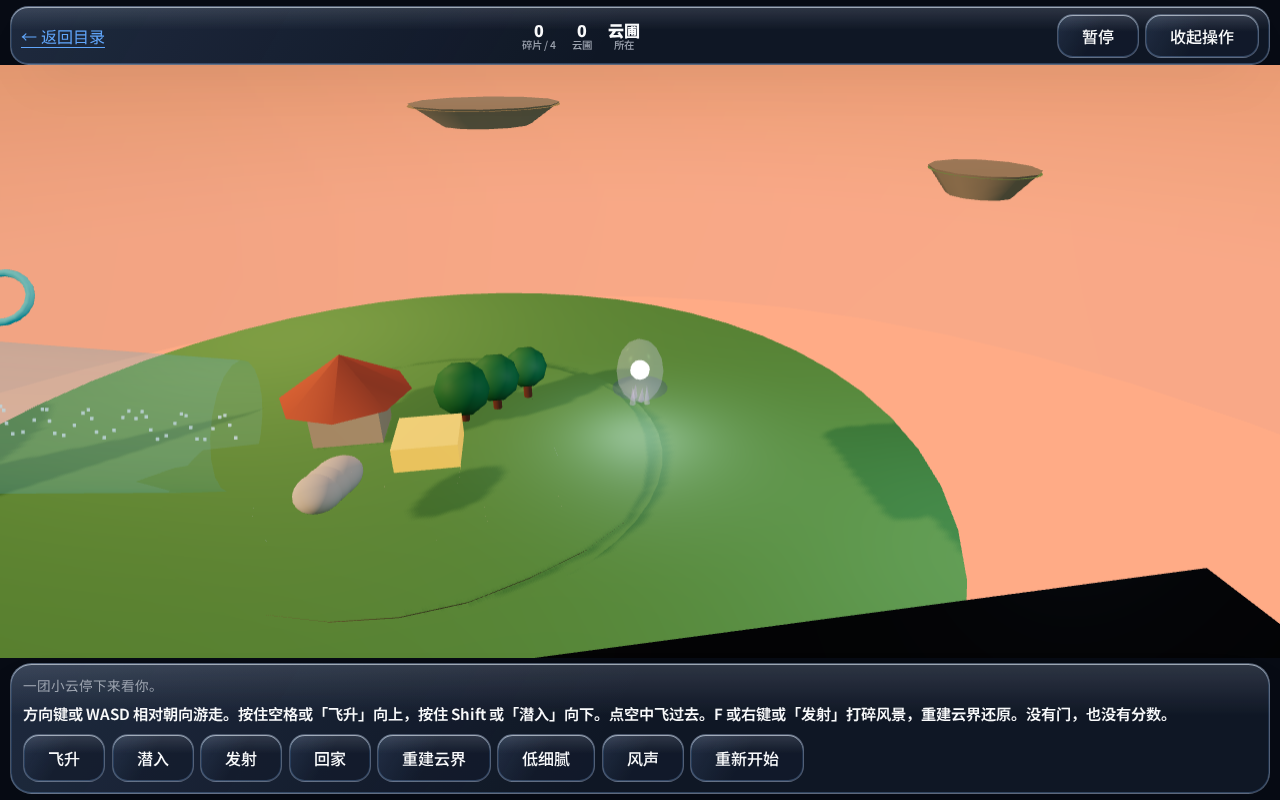 ← 返回目录
0 0 云圃
碎片 / 4 云圃 所在
暂停 收起操作
一团小云停下来看你。
方向键或 WASD 相对朝向游走。按住空格或「飞升」向上，按住 Shift 或「潜入」向下。点空中飞过去。F 或右键或「发射」打碎风景，重建云界还原。没有门，也没有分数。
飞升 潜入 发射 回家 重建云界 低细腻 风声 重新开始